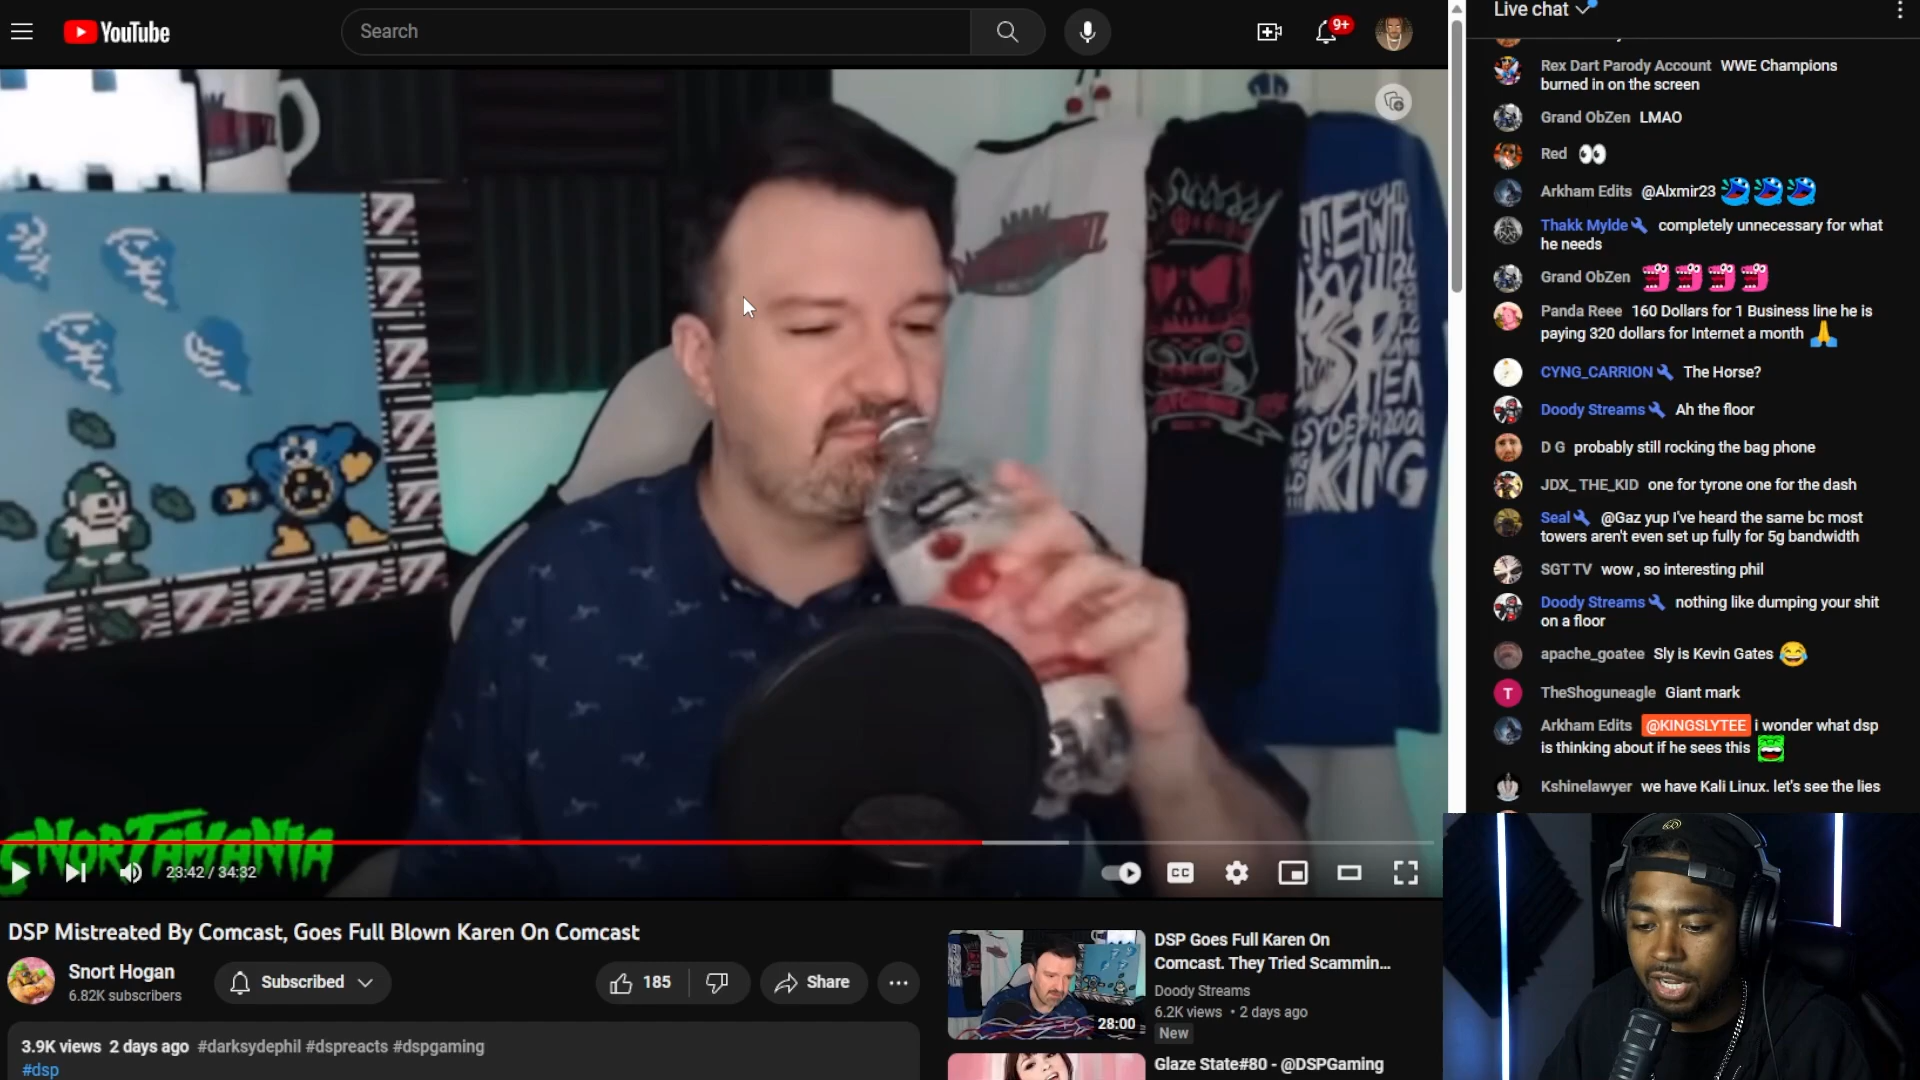 YouTube
Search
9+
Live chat
Rex Dart Parody Account WWE Champions
burned in on the screen
Grand ObZen LMAO
Red
Arkham Edits @Alxmir23
Thakk Mylde completely unnecessary for what
he needs
Grand ObZen
Panda Reee 160 Dollars for 1 Business line he is
paying 320 dollars for Internet a month
CYNG_CARRION The Horse?
Doody Streams Ah the floor
D G probably still rocking the bag phone
JDX_ THE_KID one for tyrone one for the dash
Seal @Gaz yup I've heard the same bc most
towers aren't even set up fully for 5g bandwidth
SGT TV wow , so interesting phil
Doody Streams nothing like dumping your shit
on a floor
apache_goatee Sly is Kevin Gates
T TheShoguneagle Giant mark
Arkham Edits @KINGSLYTEE i wonder what dsp
is thinking about if he sees this
Kshinelawyer we have Kali Linux. let's see the lies
KING
SNORTAMANIA
23:42 / 34:32
CC
DSP Mistreated By Comcast, Goes Full Blown Karen On Comcast
Snort Hogan
6.82K subscribers
Subscribed
185
Share
3.9K views 2 days ago #darksydephil #dspreacts #dspgaming
#dsp
28:00
DSP Goes Full Karen On
Comcast. They Tried Scammin...
Doody Streams
6.2K views • 2 days ago
New
Glaze State#80 - @DSPGaming